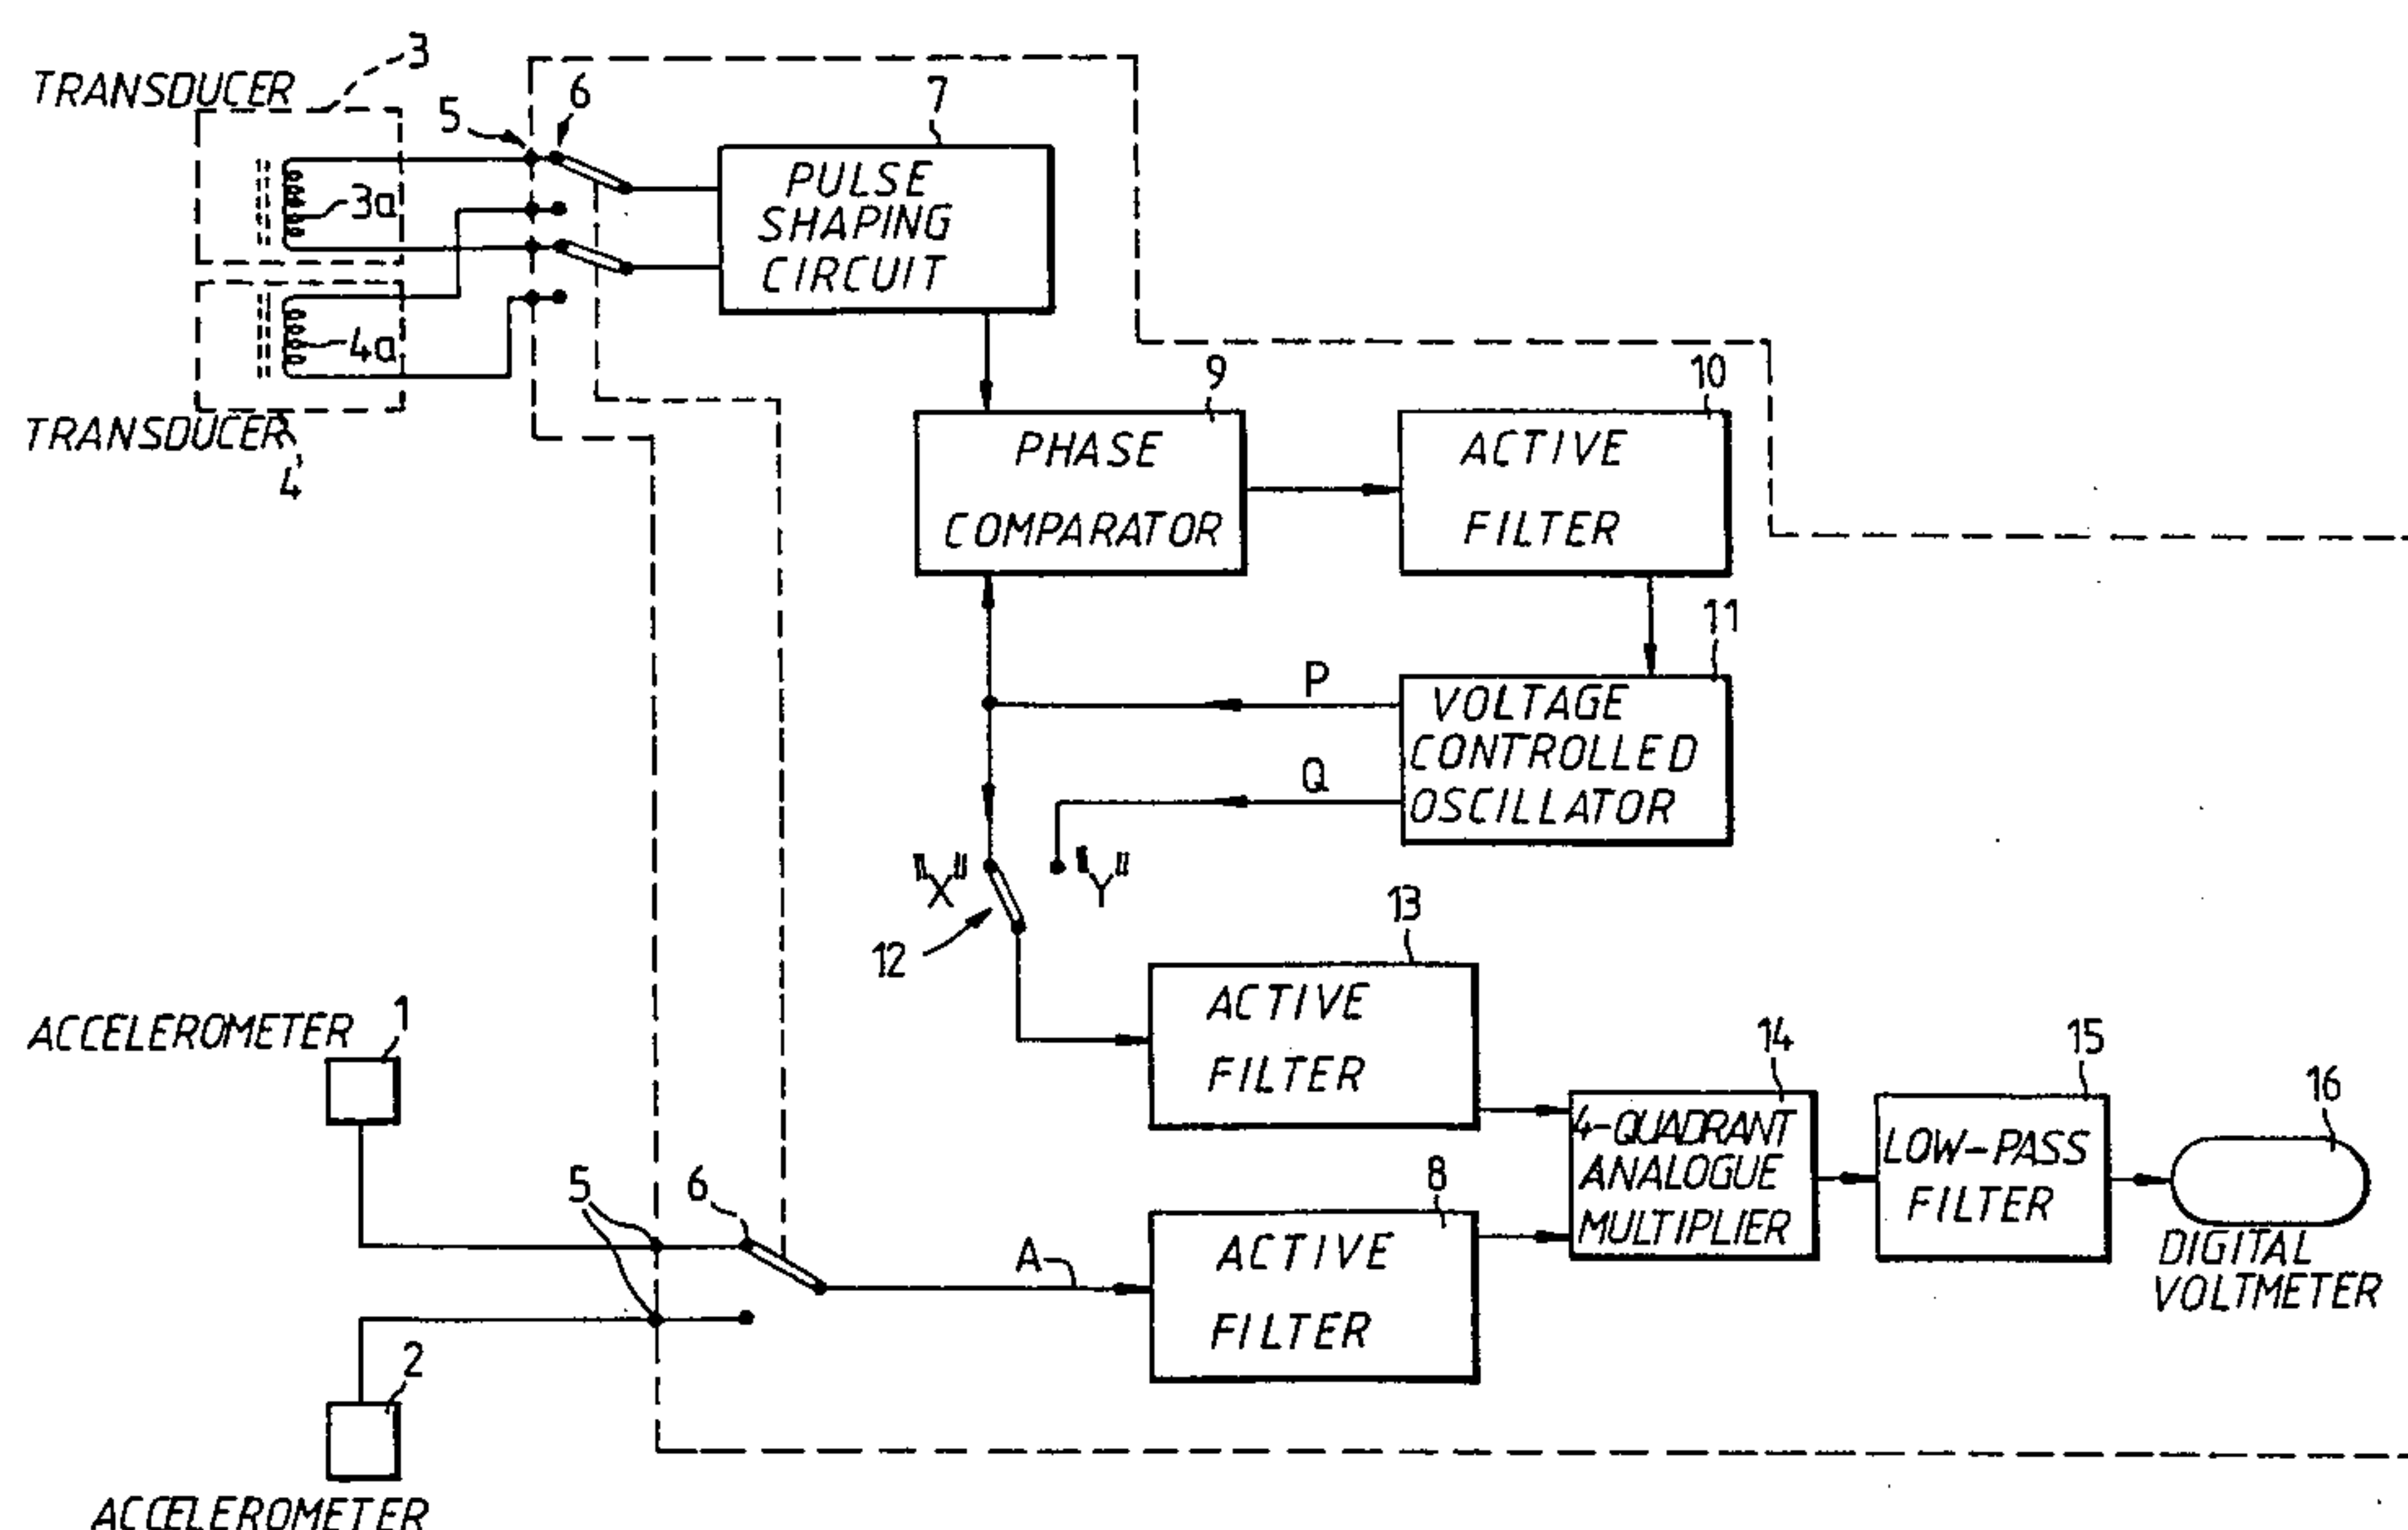 TRANSDUCER
3
3a
4a
TRANSDUCER
4
5
6
7
PULSE
SHAPING
CIRCUIT
9
PHASE
COMPARATOR
10
ACTIVE
FILTER
11
VOLTAGE
CONTROLLED
OSCILLATOR
P
Q
"X"
"Y"
12
13
ACTIVE
FILTER
ACCELEROMETER
1
5
6
A
8
ACTIVE
FILTER
14
4-QUADRANT
ANALOGUE
MULTIPLIER
15
LOW-PASS
FILTER
16
DIGITAL
VOLTMETER
2
ACCELEROMETER